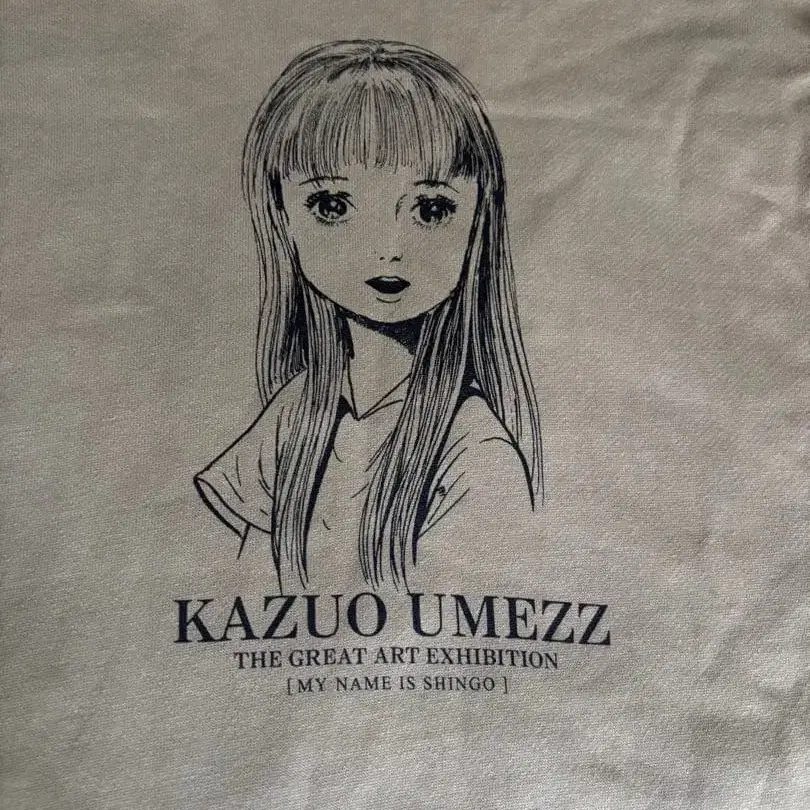 KAZUO UMEZZ
THE GREAT ART EXHIBITION
[ MY NAME IS SHINGO ]